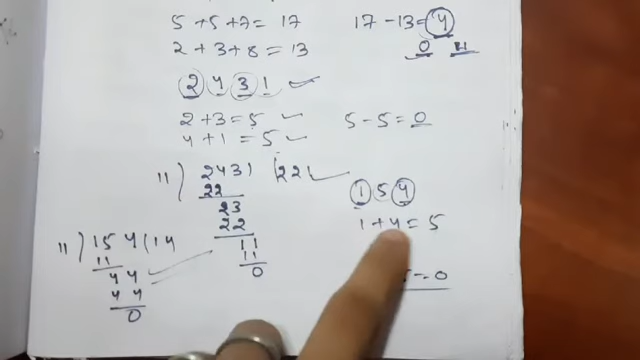 5 + 5 + 7 = 17
17 - 13 = 4
2 + 3 + 8 = 13
0 11
2 4 3 1 ✓
2 + 3 = 5 ✓
4 + 1 = 5 ✓
5 - 5 = 0
11 ) 2431 ( 221 ✓
22
23
22
11
11
0
1 5 4
1 + 4 = 5
- = 0
11 ) 154 ( 14
11
44 ✓
44
0